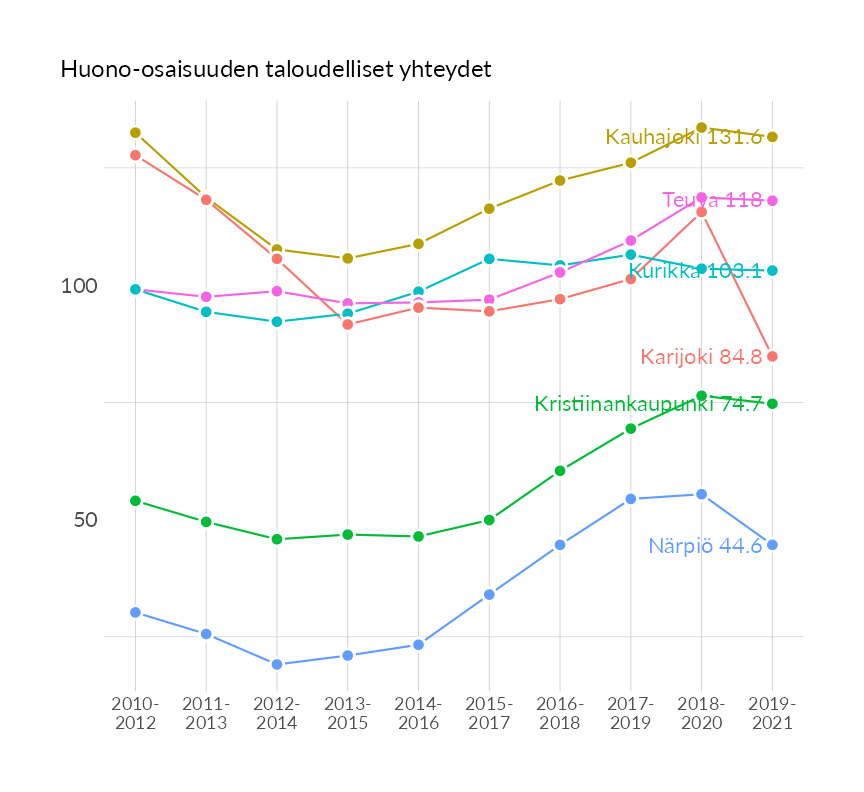 Huono-osaisuuden taloudelliset yhteydet
Kauhajoki 131.6
Teuva 118
Kurikka 103.1
100
Karijoki 84.8
Kristiinankaupunki 74.7
50
Närpiö 44.6
2010- 2011- 2012- 2013- 2014- 2015- 2016- 2017- 2018- 2019-
2012 2013 2014 2015 2016 2017 2018 2019 2020 2021